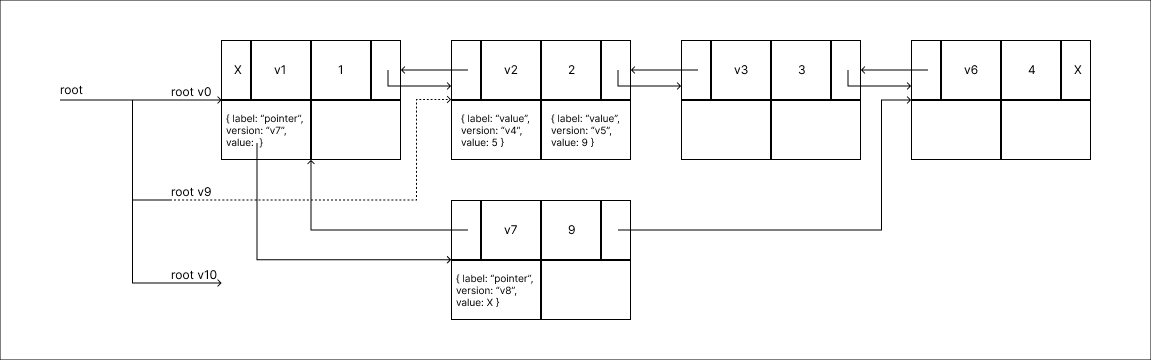 root
root v0
X
v1
1
v2
2
v3
3
v6
4
X
{ label: “pointer”,
version: “v7”,
value: }
{ label: “value”,
version: “v4”,
value: 5 }
{ label: “value”,
version: “v5”,
value: 9 }
root v9
v7
9
root v10
{ label: “pointer”,
version: “v8”,
value: X }